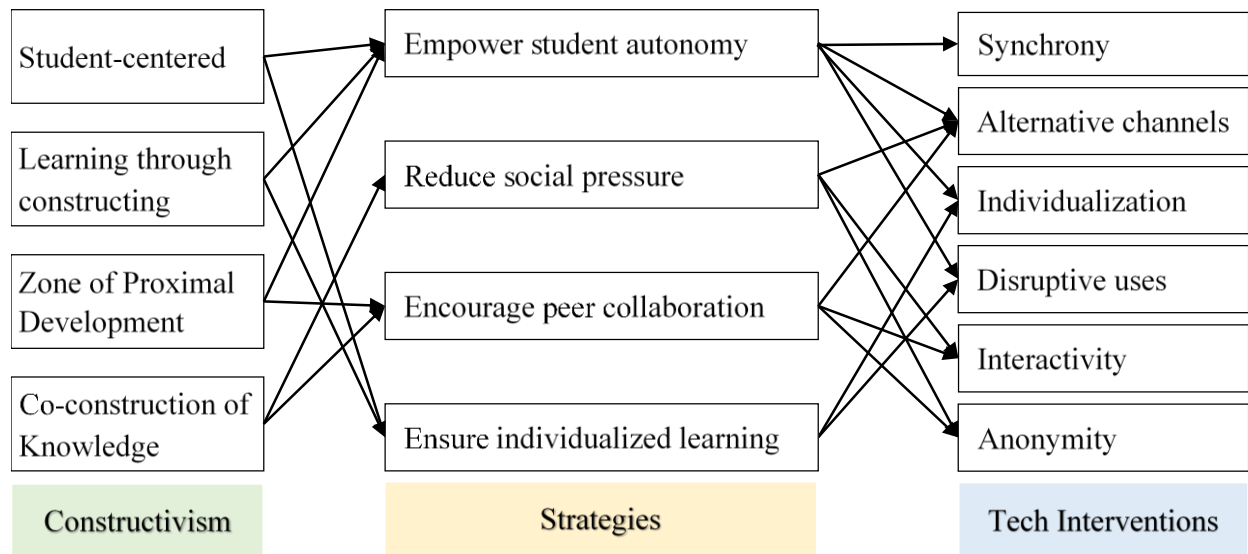 Student-centered
Learning through
constructing
Zone of Proximal
Development
Co-construction of
Knowledge
Constructivism
Empower student autonomy
Reduce social pressure
Encourage peer collaboration
Ensure individualized learning
Strategies
Synchrony
Alternative channels
Individualization
Disruptive uses
Interactivity
Anonymity
Tech Interventions